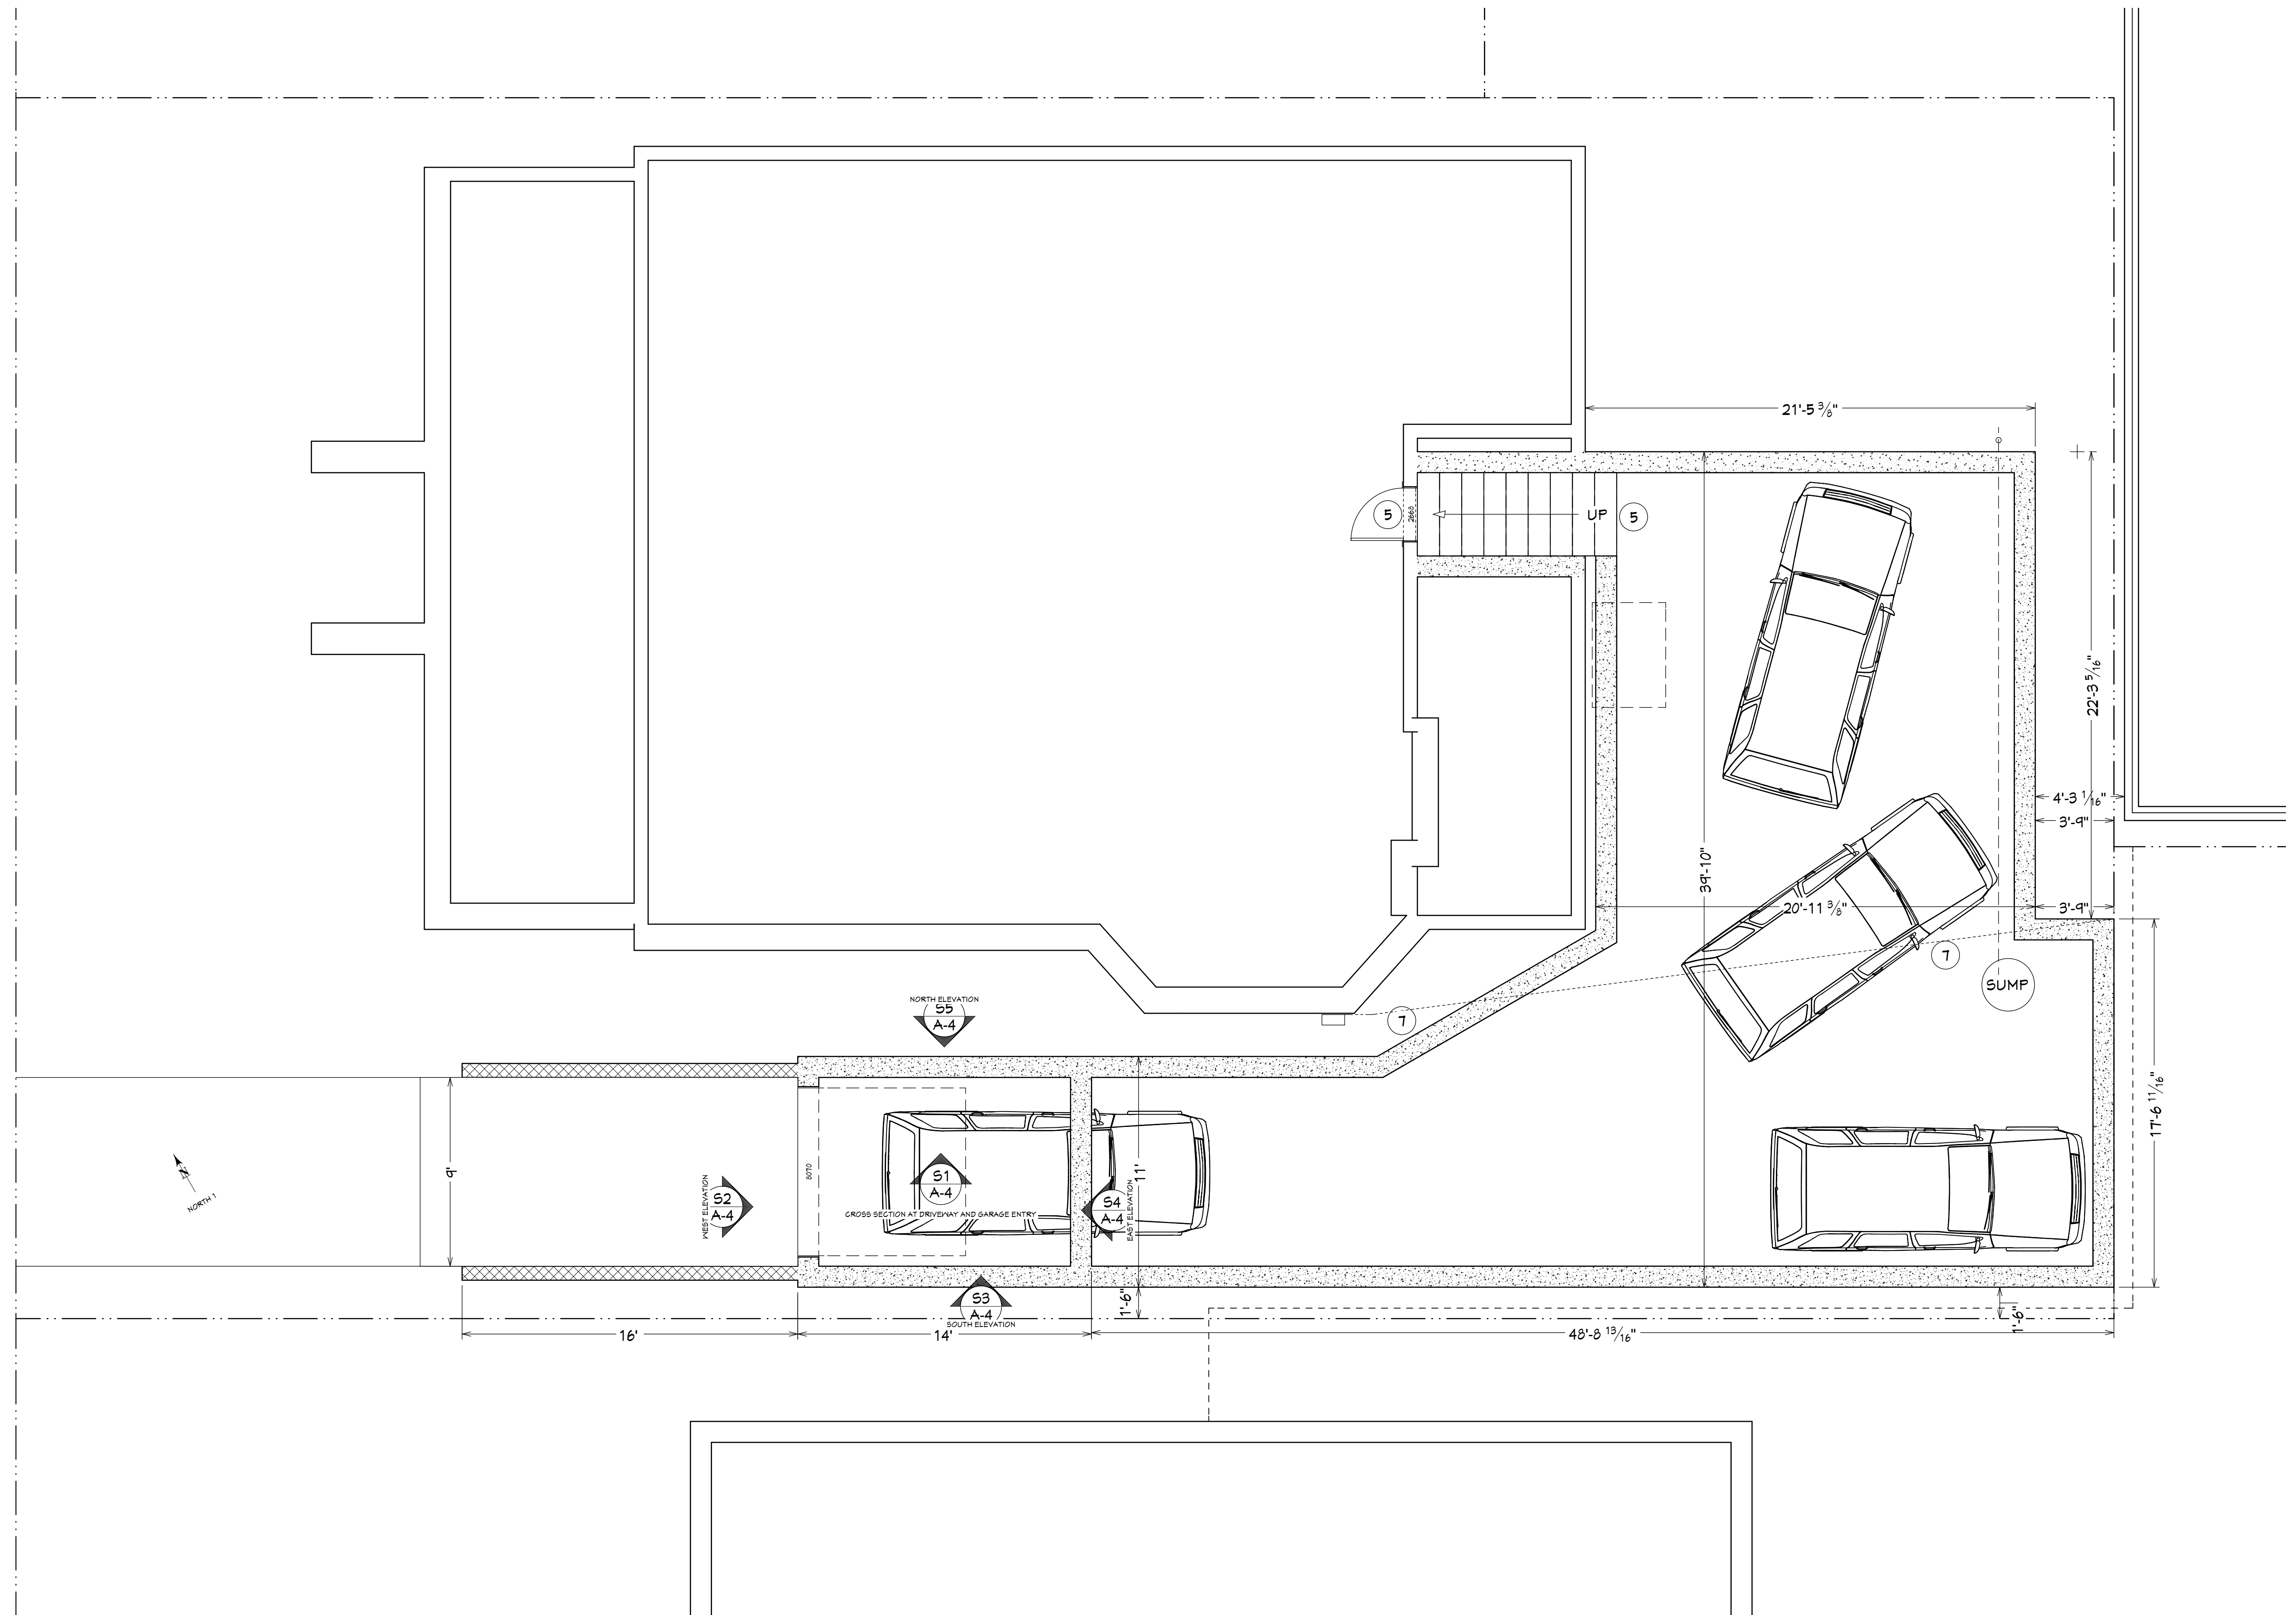 21'-5 3/8"
5
2668
UP
5
22'-3 5/16"
4'-3 1/16"
3'-9"
39'-10"
20'-11 3/8"
3'-9"
7
SUMP
NORTH ELEVATION
S5
A-4
7
17'-6 11/16"
9'
8070
11'
N
NORTH 1
WEST ELEVATION
S2
A-4
S1
A-4
CROSS SECTION AT DRIVEWAY AND GARAGE ENTRY
S4
A-4
EAST ELEVATION
S3
A-4
SOUTH ELEVATION
1'-6"
1'-6"
16'
14'
48'-8 13/16"